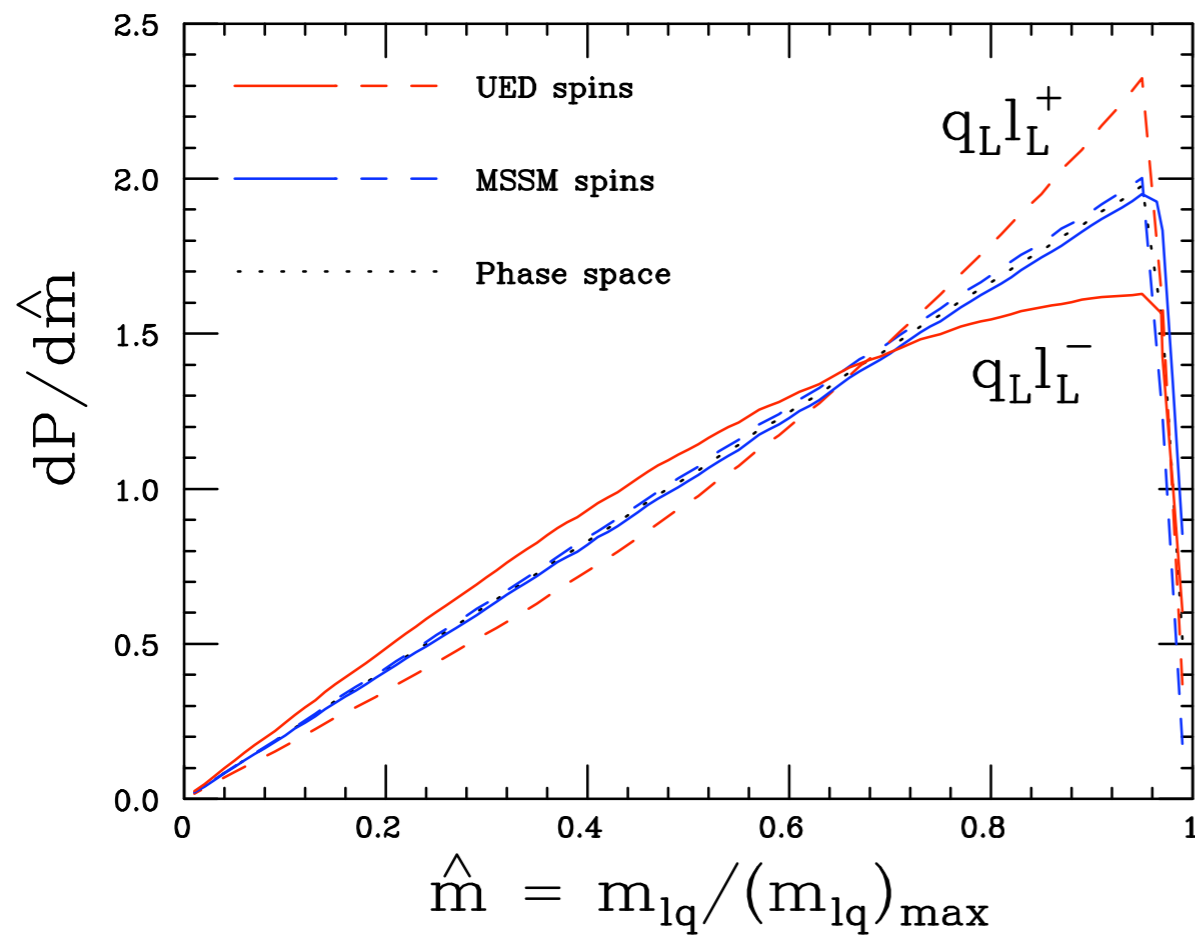 2.5
2.0
1.5
1.0
0.5
0.0
dP/dm̂
UED spins
MSSM spins
Phase space
q_L l_L^+
q_L l_L^-
0 0.2 0.4 0.6 0.8 1
m̂ = m_lq/(m_lq)_max